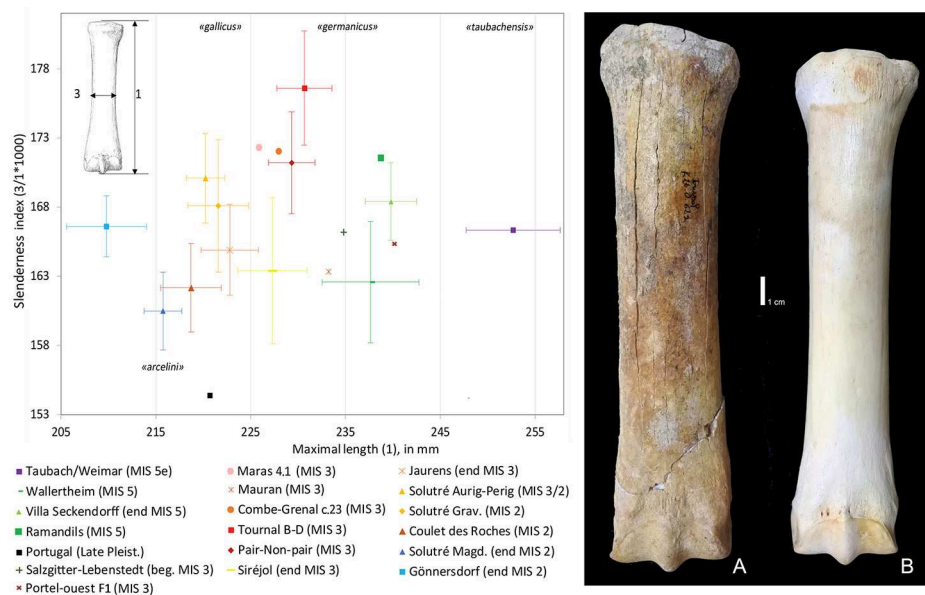 «gallicus»
«germanicus»
«taubachensis»
3
1
Slenderness index (3/1*1000)
178
173
168
163
158
153
«arcelini»
205
215
225
235
245
255
Maximal length (1), in mm
Taubach/Weimar (MIS 5e)
Wallertheim (MIS 5)
Villa Seckendorff (end MIS 5)
Ramandils (MIS 5)
Portugal (Late Pleist.)
Salzgitter-Lebenstedt (beg. MIS 3)
Portel-ouest F1 (MIS 3)
Maras 4.1 (MIS 3)
Mauran (MIS 3)
Combe-Grenal c.23 (MIS 3)
Tournal B-D (MIS 3)
Pair-Non-pair (MIS 3)
Siréjol (end MIS 3)
Jaurens (end MIS 3)
Solutré Aurig-Perig (MIS 3/2)
Solutré Grav. (MIS 2)
Coulet des Roches (MIS 2)
Solutré Magd. (end MIS 2)
Gönnersdorf (end MIS 2)
1 cm
A
B